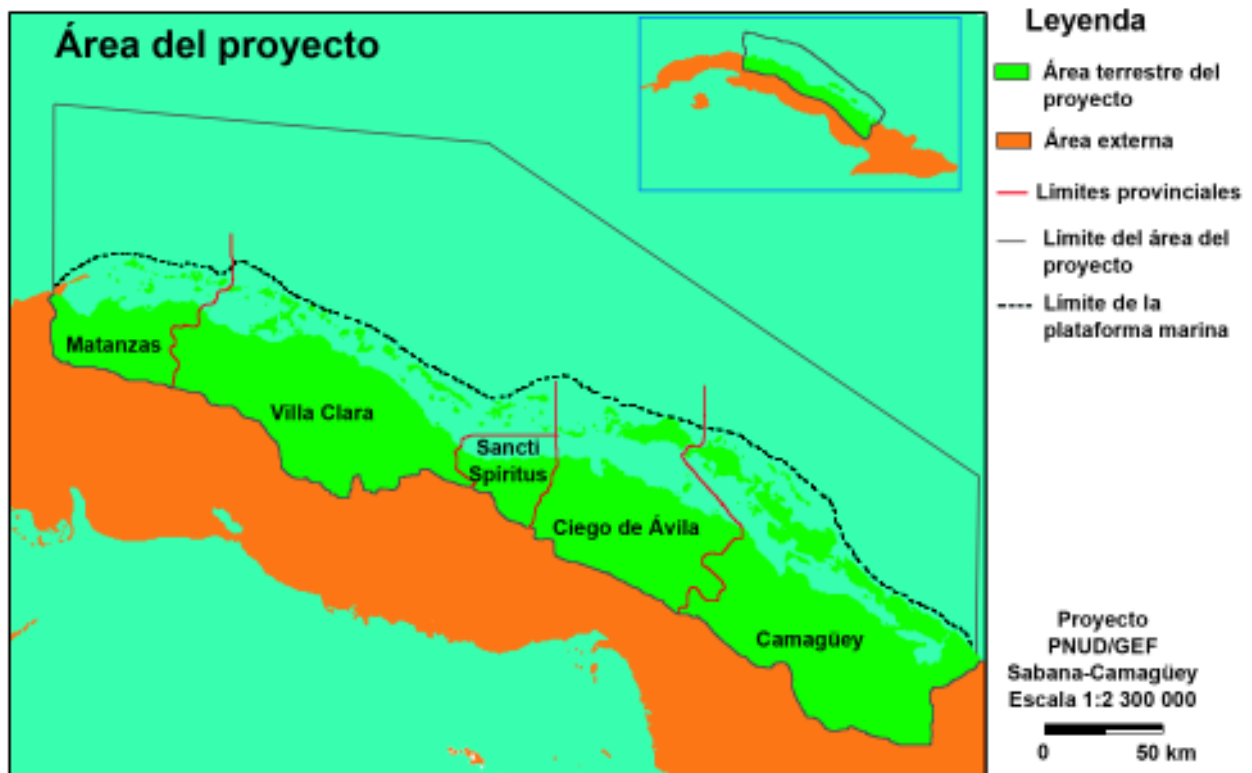 Área del proyecto
Leyenda
Área terrestre del
proyecto
Área externa
Límites provinciales
Límite del área del
proyecto
Límite de la
plataforma marina
Matanzas
Villa Clara
Sancti
Spiritus
Ciego de Ávila
Camagüey
Proyecto
PNUD/GEF
Sabana-Camagüey
Escala 1:2 300 000
0 50 km